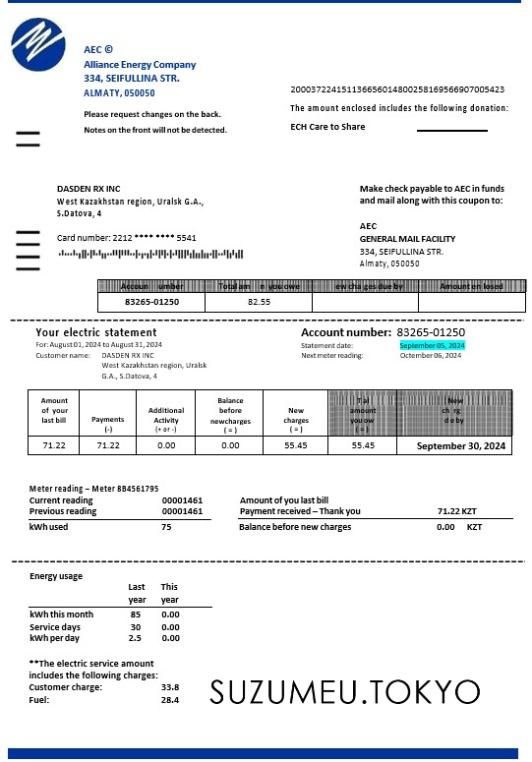 AEC ©
Alliance Energy Company
334, SEIFULLINA STR.
ALMATY, 050050
Please request changes on the back.
Notes on the front will not be detected.
200037224151136656014800258169566907005423
The amount enclosed includes the following donation:
ECH Care to Share
DASDEN RX INC
West Kazakhstan region, Uralsk G.A.,
S.Datova, 4
Card number: 2212 **** **** 5541
Make check payable to AEC in funds
and mail along with this coupon to:
AEC
GENERAL MAIL FACILITY
334, SEIFULLINA STR.
Almaty, 050050
Accoun umber Total am n you owe ew cha ges due by Amount en losed
83265-01250 82.55
Your electric statement
For: August 01, 2024 to August 31, 2024
Customer name: DASDEN RX INC
West Kazakhstan region, Uralsk
G.A., S.Datova, 4
Account number: 83265-01250
Statement date: September 05, 2024
Next meter reading: Octember 06, 2024
Amount of your last bill
Payments (-)
Additional Activity (+ or -)
Balance before newcharges ( = )
New charges ( = )
T al amount you ow ( = )
New ch rg d e by
71.22 71.22 0.00 0.00 55.45 55.45 September 30, 2024
Meter reading – Meter 8B4561795
Current reading 00001461
Previous reading 00001461
kWh used 75
Amount of you last bill
Payment received – Thank you 71.22 KZT
Balance before new charges 0.00 KZT
Energy usage
Last year This year
kWh this month 85 0.00
Service days 30 0.00
kWh per day 2.5 0.00
**The electric service amount
includes the following charges:
Customer charge: 33.8
Fuel: 28.4
SUZUMEU.TOKYO